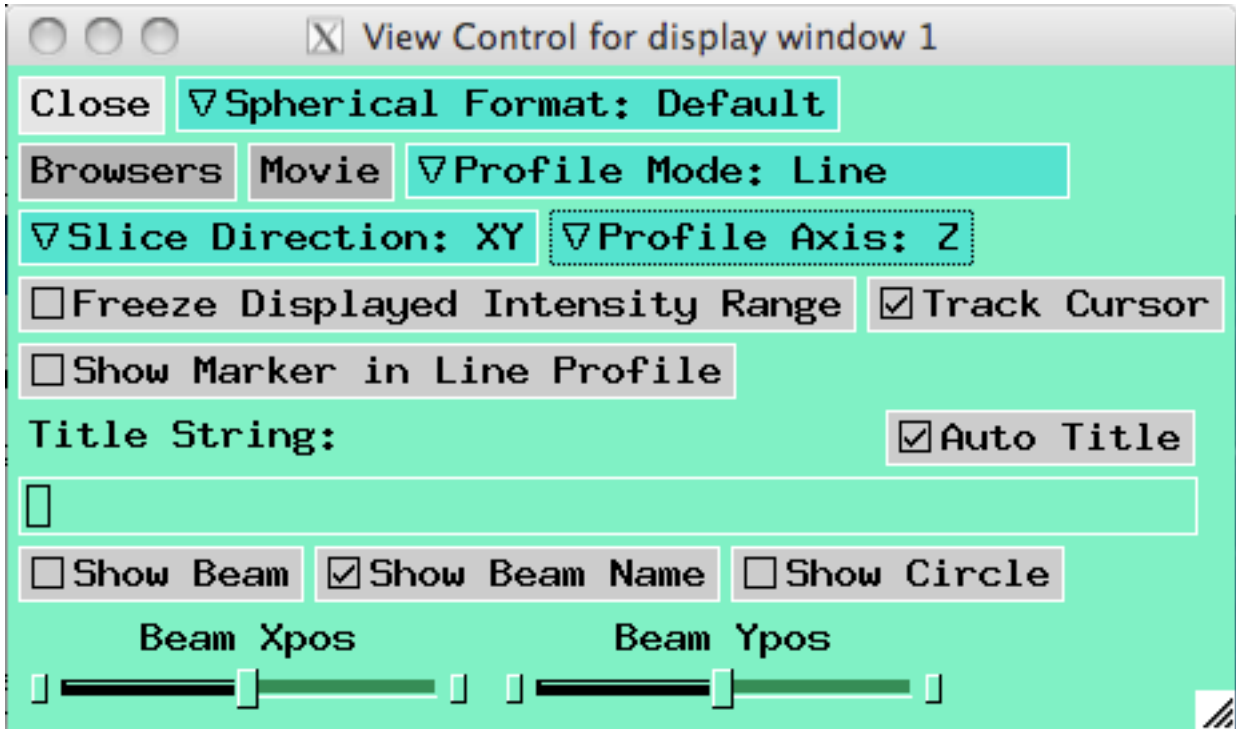 View Control for display window 1
Close Spherical Format: Default
Browsers Movie Profile Mode: Line
Slice Direction: XY Profile Axis: Z
Freeze Displayed Intensity Range Track Cursor
Show Marker in Line Profile
Title String: Auto Title
Show Beam Show Beam Name Show Circle
Beam Xpos Beam Ypos